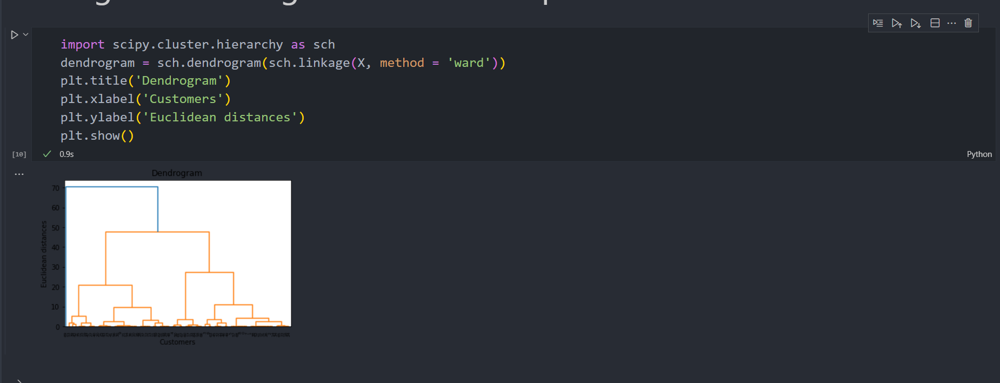 import scipy.cluster.hierarchy as sch
dendrogram = sch.dendrogram(sch.linkage(X, method = 'ward'))
plt.title('Dendrogram')
plt.xlabel('Customers')
plt.ylabel('Euclidean distances')
plt.show()
[10]
0.9s
Python
Dendrogram
70
60
50
40
30
20
10
0
Euclidean distances
Customers